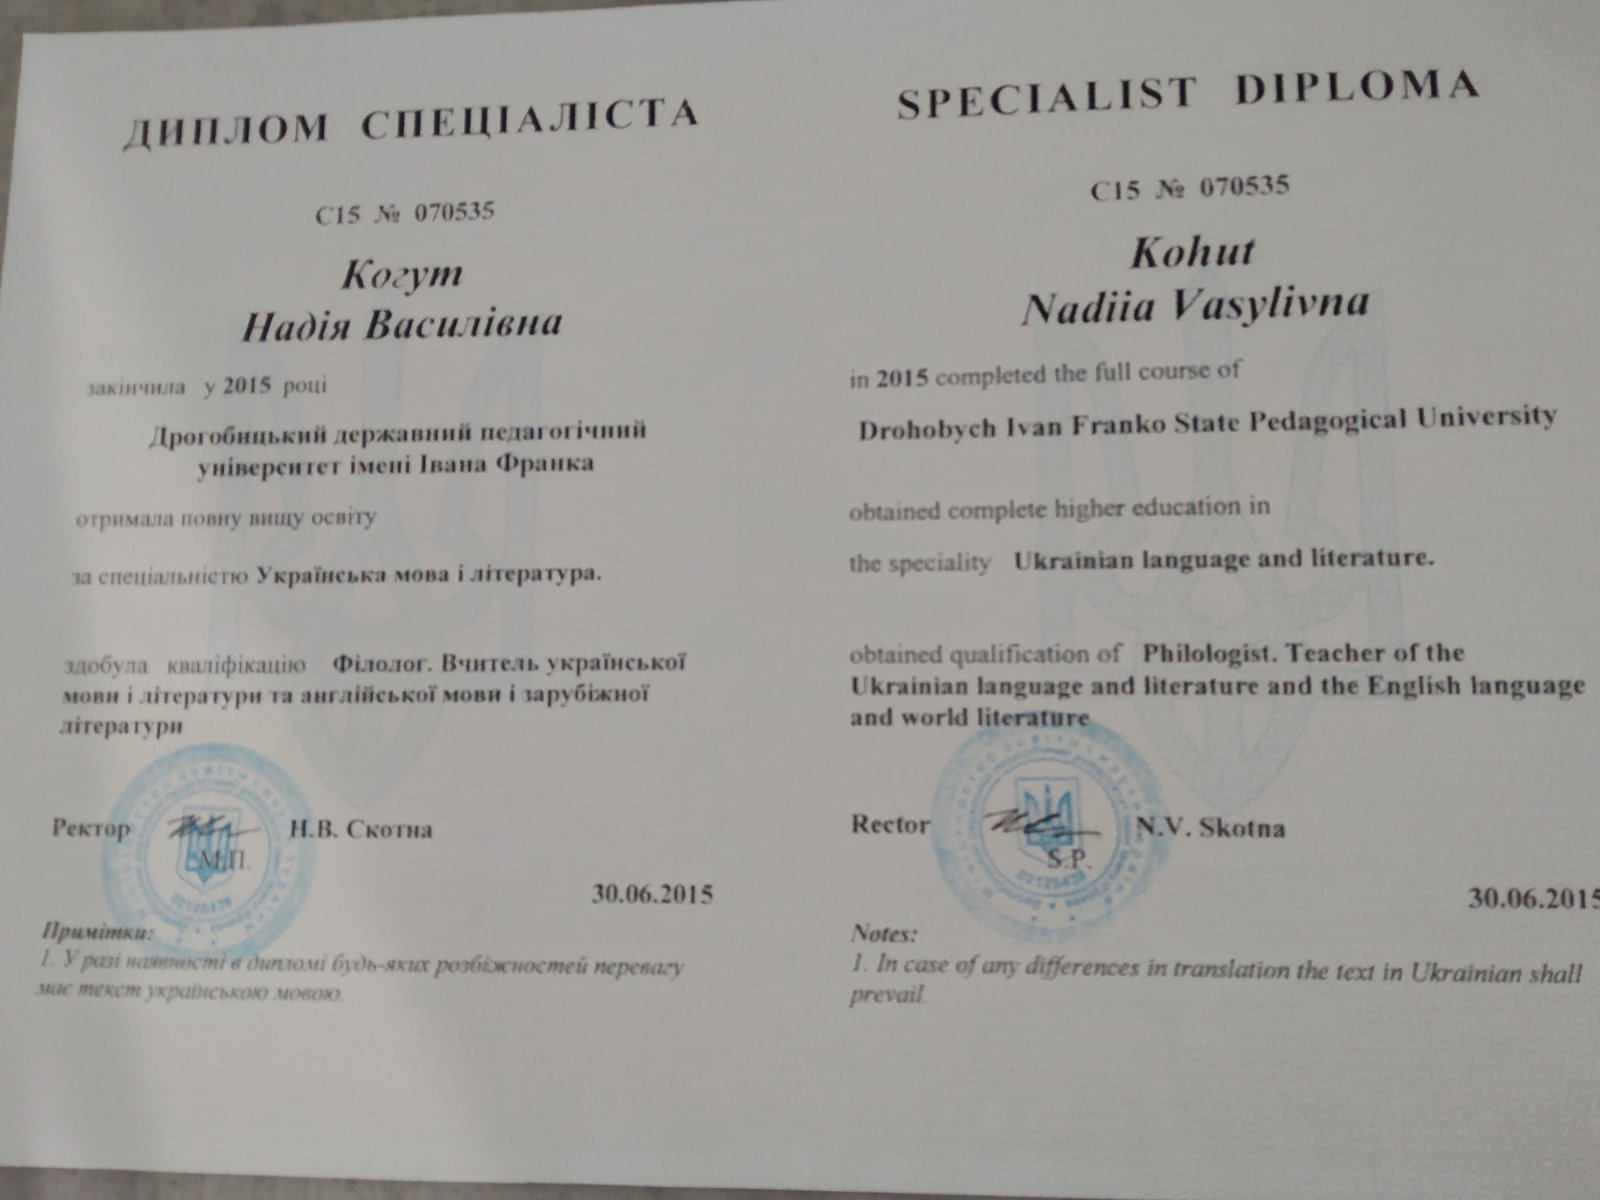 ДИПЛОМ СПЕЦІАЛІСТА
С15 № 070535
Когут
Надія Василівна
закінчила у 2015 році
Дрогобицький державний педагогічний
університет імені Івана Франка
отримала повну вищу освіту
за спеціальністю Українська мова і література.
здобула кваліфікацію Філолог. Вчитель української
мови і літератури та англійської мови і зарубіжної
літератури
Ректор Н.В. Скотна
М.П.
02125438
30.06.2015
Примітки:
1. У разі наявності в дипломі будь-яких розбіжностей перевагу
має текст українською мовою.
SPECIALIST DIPLOMA
C15 № 070535
Kohut
Nadiia Vasylivna
in 2015 completed the full course of
Drohobych Ivan Franko State Pedagogical University
obtained complete higher education in
the speciality Ukrainian language and literature.
obtained qualification of Philologist. Teacher of the
Ukrainian language and literature and the English language
and world literature
Rector N.V. Skotna
S.P.
02125438
30.06.2015
Notes:
1. In case of any differences in translation the text in Ukrainian shall
prevail.